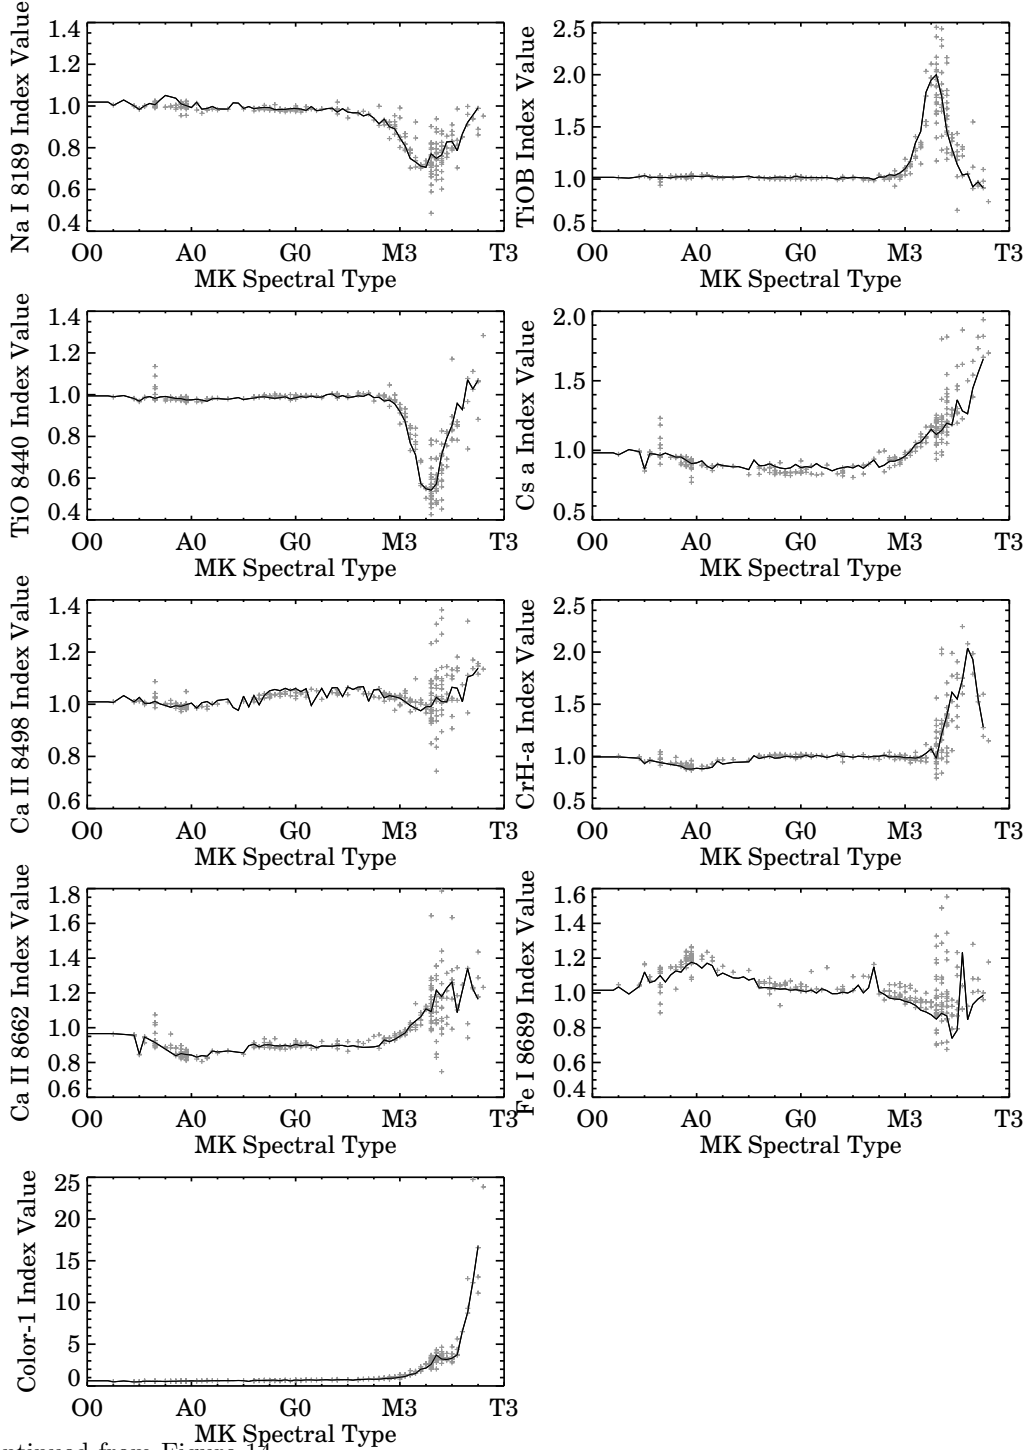 Na I 8189 Index Value
1.4
1.2
1.0
0.8
0.6
0.4
O0 A0 G0 M3 T3
MK Spectral Type
TiOB Index Value
2.5
2.0
1.5
1.0
0.5
O0 A0 G0 M3 T3
MK Spectral Type
TiO 8440 Index Value
1.4
1.2
1.0
0.8
0.6
0.4
O0 A0 G0 M3 T3
MK Spectral Type
Cs a Index Value
2.0
1.5
1.0
0.5
O0 A0 G0 M3 T3
MK Spectral Type
Ca II 8498 Index Value
1.4
1.2
1.0
0.8
0.6
O0 A0 G0 M3 T3
MK Spectral Type
CrH-a Index Value
2.5
2.0
1.5
1.0
0.5
O0 A0 G0 M3 T3
MK Spectral Type
Ca II 8662 Index Value
1.8
1.6
1.4
1.2
1.0
0.8
0.6
O0 A0 G0 M3 T3
MK Spectral Type
Fe I 8689 Index Value
1.6
1.4
1.2
1.0
0.8
0.6
0.4
O0 A0 G0 M3 T3
MK Spectral Type
Color-1 Index Value
25
20
15
10
5
0
O0 A0 G0 M3 T3
MK Spectral Type